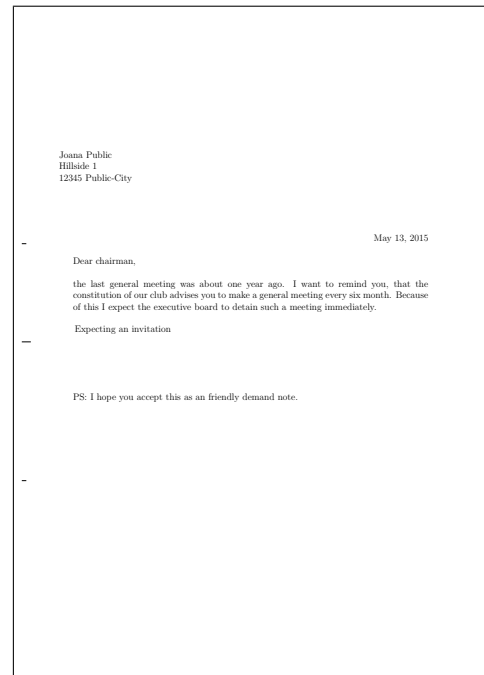 Joana Public
Hillside 1
12345 Public-City
May 13, 2015
Dear chairman,
the last general meeting was about one year ago. I want to remind you, that the
constitution of our club advises you to make a general meeting every six month. Because
of this I expect the executive board to detain such a meeting immediately.
Expecting an invitation
PS: I hope you accept this as an friendly demand note.